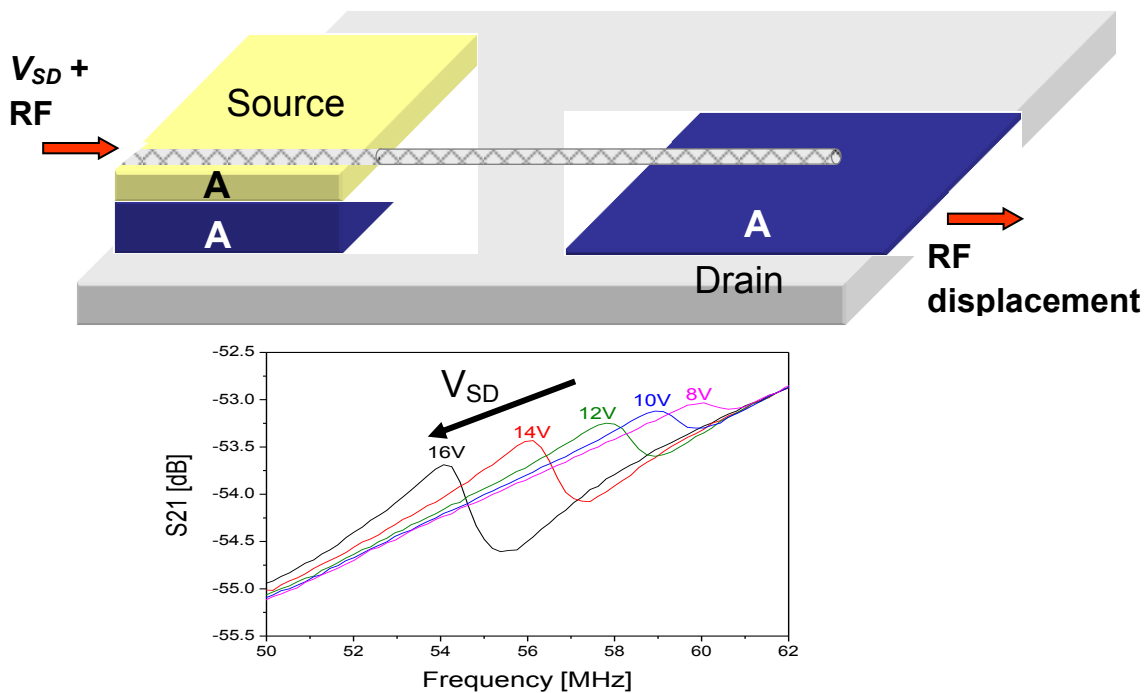 V_SD +
RF
Source
A
A
A
Drain
RF
displacement
-52.5
-53.0
-53.5
-54.0
-54.5
-55.0
-55.5
S21 [dB]
V_SD
8V
10V
12V
14V
16V
50 52 54 56 58 60 62
Frequency [MHz]